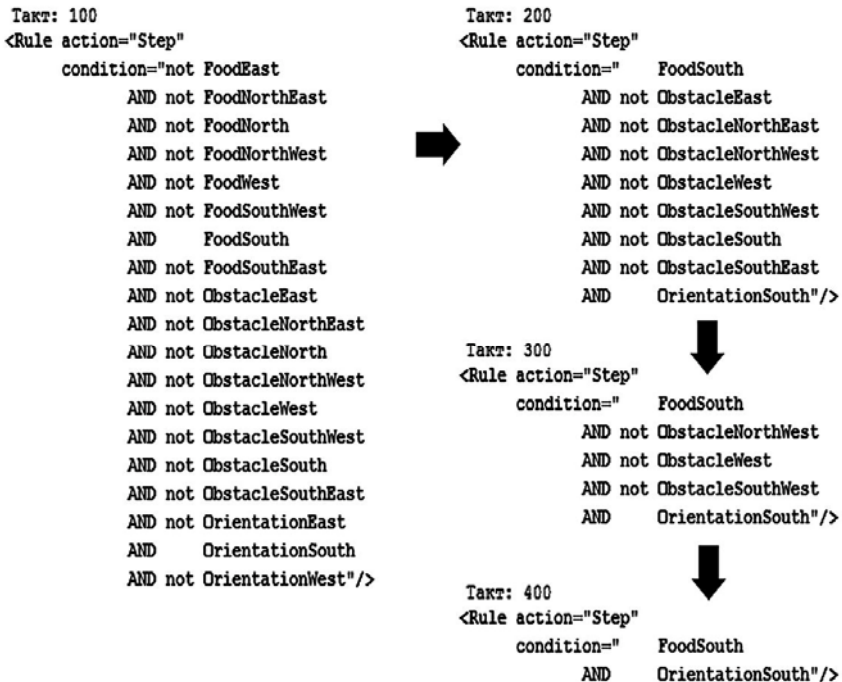 Такт: 100
<Rule action="Step"
condition="not FoodEast
AND not FoodNorthEast
AND not FoodNorth
AND not FoodNorthWest
AND not FoodWest
AND not FoodSouthWest
AND FoodSouth
AND not FoodSouthEast
AND not ObstacleEast
AND not ObstacleNorthEast
AND not ObstacleNorth
AND not ObstacleNorthWest
AND not ObstacleWest
AND not ObstacleSouthWest
AND not ObstacleSouth
AND not ObstacleSouthEast
AND not OrientationEast
AND OrientationSouth
AND not OrientationWest"/>
Такт: 200
<Rule action="Step"
condition=" FoodSouth
AND not ObstacleEast
AND not ObstacleNorthEast
AND not ObstacleNorthWest
AND not ObstacleWest
AND not ObstacleSouthWest
AND not ObstacleSouth
AND not ObstacleSouthEast
AND OrientationSouth"/>
Такт: 300
<Rule action="Step"
condition=" FoodSouth
AND not ObstacleNorthWest
AND not ObstacleWest
AND not ObstacleSouthWest
AND OrientationSouth"/>
Такт: 400
<Rule action="Step"
condition=" FoodSouth
AND OrientationSouth"/>